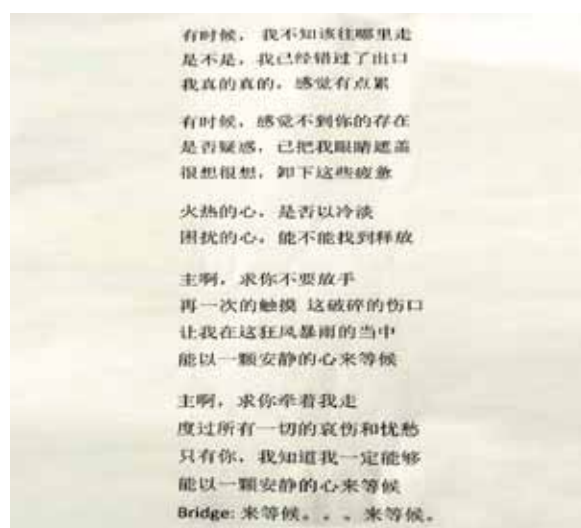 有时候，我不知该往哪里走
是不是，我已经错过了出口
我真的真的，感觉有点累
有时候，感觉不到你的存在
是否疑惑，已把我眼睛遮盖
很想很想，卸下这些疲惫
火热的心，是否以冷淡
困扰的心，能不能找到释放
主啊，求你不要放手
再一次的触摸 这破碎的伤口
让我在这狂风暴雨的当中
能以一颗安静的心来等候
主啊，求你牵着我走
度过所有一切的哀伤和忧愁
只有你，我知道我一定能够
能以一颗安静的心来等候
Bridge: 来等候。。。来等候。